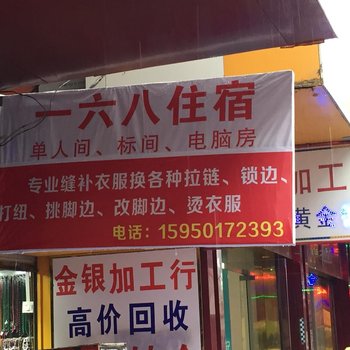 一六八住宿
单人间、标间、电脑房
专业缝补衣服换各种拉链、锁边、
打纽、挑脚边、改脚边、烫衣服
电话：15950172393
金银加工行
高价回收
加工
黄金